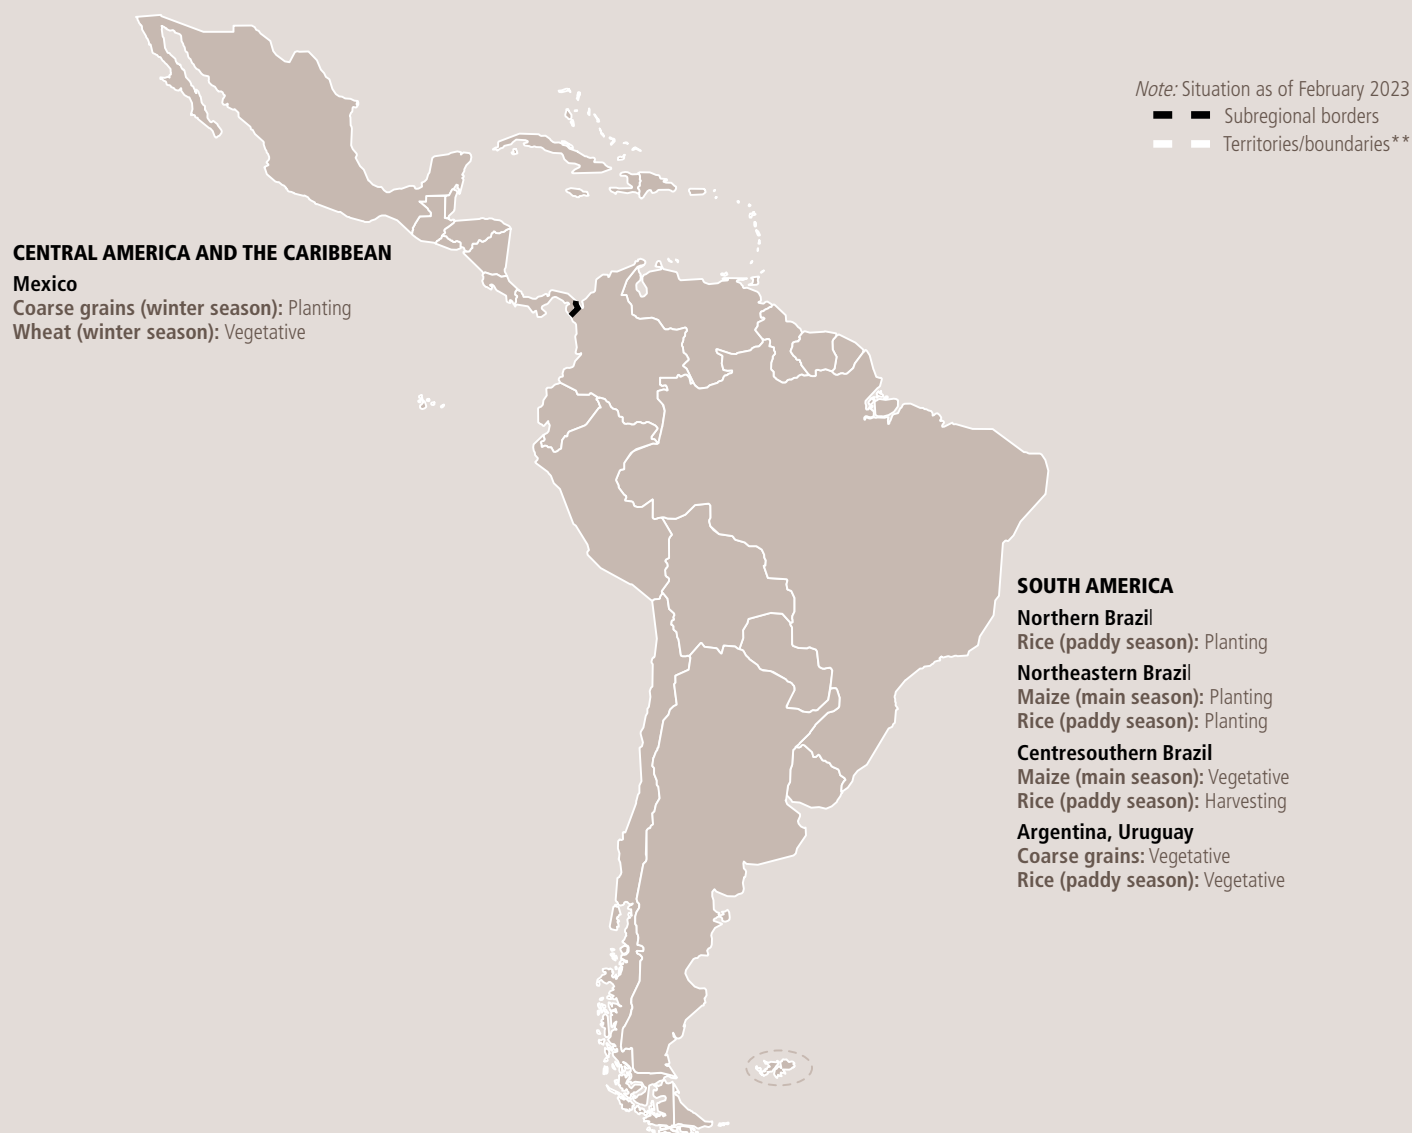 Note: Situation as of February 2023
Subregional borders
Territories/boundaries**
CENTRAL AMERICA AND THE CARIBBEAN
Mexico
Coarse grains (winter season): Planting
Wheat (winter season): Vegetative
SOUTH AMERICA
Northern Brazil
Rice (paddy season): Planting
Northeastern Brazil
Maize (main season): Planting
Rice (paddy season): Planting
Centresouthern Brazil
Maize (main season): Vegetative
Rice (paddy season): Harvesting
Argentina, Uruguay
Coarse grains: Vegetative
Rice (paddy season): Vegetative